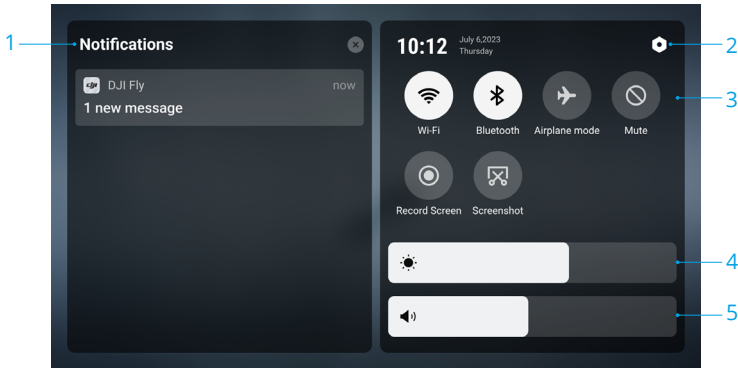 1
Notifications
dji DJI Fly now
1 new message
10:12
July 6,2023
Thursday
2
3
Wi-Fi Bluetooth Airplane mode Mute
Record Screen Screenshot
4
5